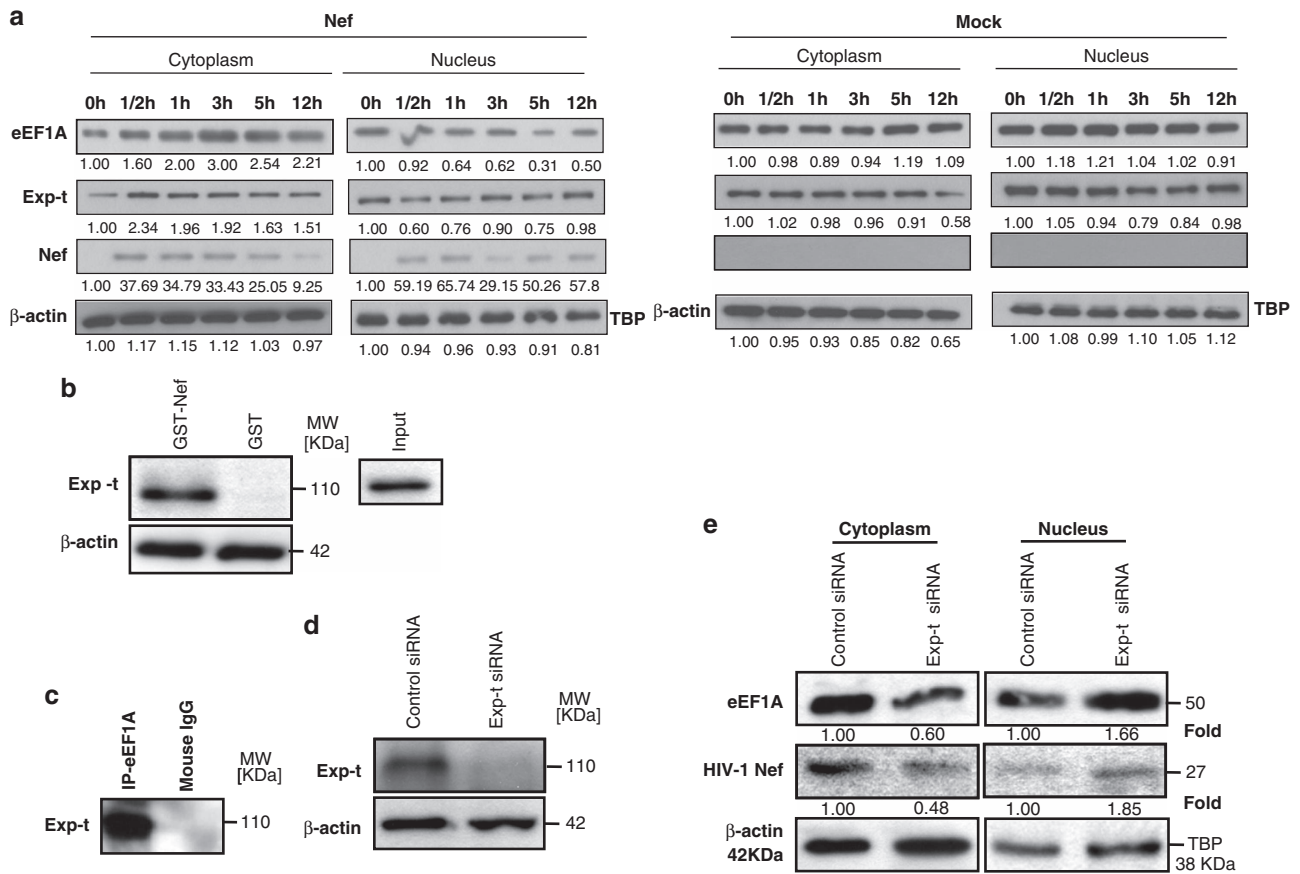 a
Nef
Mock
Cytoplasm Nucleus
Cytoplasm Nucleus
0h 1/2h 1h 3h 5h 12h 0h 1/2h 1h 3h 5h 12h
0h 1/2h 1h 3h 5h 12h 0h 1/2h 1h 3h 5h 12h
eEF1A
1.00 1.60 2.00 3.00 2.54 2.21 1.00 0.92 0.64 0.62 0.31 0.50
1.00 0.98 0.89 0.94 1.19 1.09 1.00 1.18 1.21 1.04 1.02 0.91
Exp-t
1.00 2.34 1.96 1.92 1.63 1.51 1.00 0.60 0.76 0.90 0.75 0.98
1.00 1.02 0.98 0.96 0.91 0.58 1.00 1.05 0.94 0.79 0.84 0.98
Nef
1.00 37.69 34.79 33.43 25.05 9.25 1.00 59.19 65.74 29.15 50.26 57.8
β-actin TBP
β-actin TBP
1.00 1.17 1.15 1.12 1.03 0.97 1.00 0.94 0.96 0.93 0.91 0.81
1.00 0.95 0.93 0.85 0.82 0.65 1.00 1.08 0.99 1.10 1.05 1.12
b
GST-Nef
GST
MW
[KDa]
Input
Exp -t
110
β-actin
42
c
IP-eEF1A
Mouse IgG
MW
[KDa]
Exp-t
110
d
Control siRNA
Exp-t siRNA
MW
[KDa]
Exp-t
110
β-actin
42
e
Cytoplasm Nucleus
Control siRNA
Exp-t siRNA
Control siRNA
Exp-t siRNA
eEF1A
50
1.00 0.60 1.00 1.66 Fold
HIV-1 Nef
27
1.00 0.48 1.00 1.85 Fold
β-actin
42KDa
TBP
38 KDa